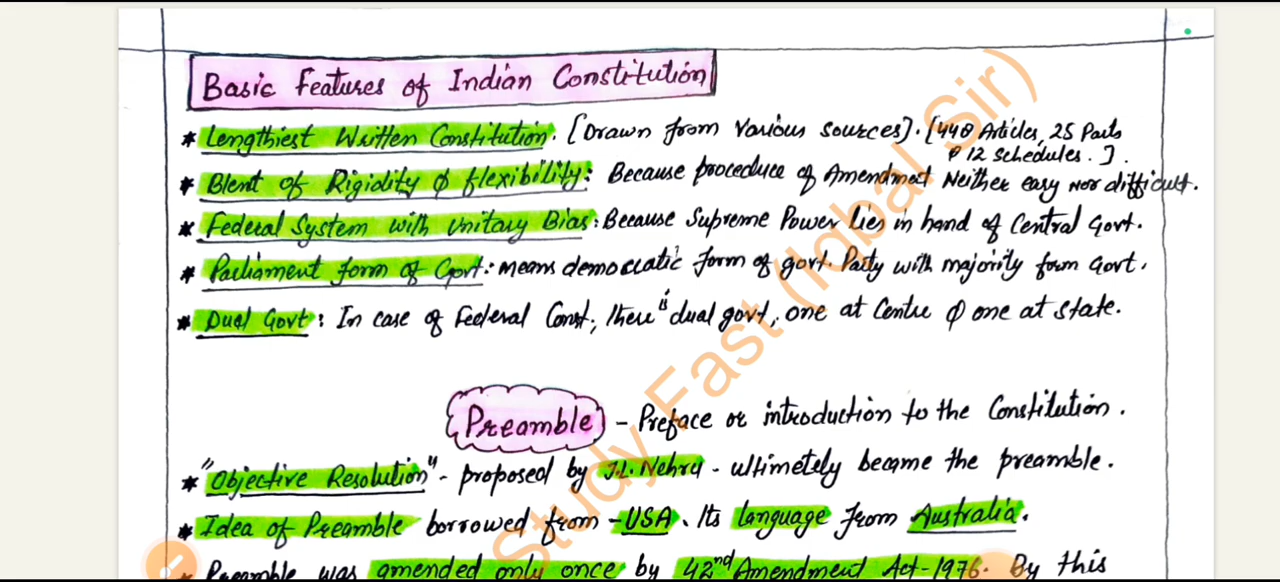 Basic Features of Indian Constitution
* Lengthiest Written Constitution. [Drawn from Various sources]. [448 Articles, 25 Parts
& 12 Schedules.].
* Blent of Rigidity & flexibility: Because procedure of Amendment Neither easy nor difficult.
* Federal System with Unitary Bias: Because Supreme Power lies in hand of Central Govt.
* Parliament form of Govt: means democratic form of govt. Party with majority form Govt.
* Dual Govt: In case of Federal Const; there is dual govt, one at Centre & one at State.
Preamble - Preface or introduction to the Constitution.
* "Objective Resolution" - proposed by J.L. Nehru - ultimetely became the preamble.
* Idea of Preamble borrowed from - USA. Its language from Australia.
* Preamble was amended only once by 42nd Amendment Act-1976. By this
Study Fast (Iqbal Sir)